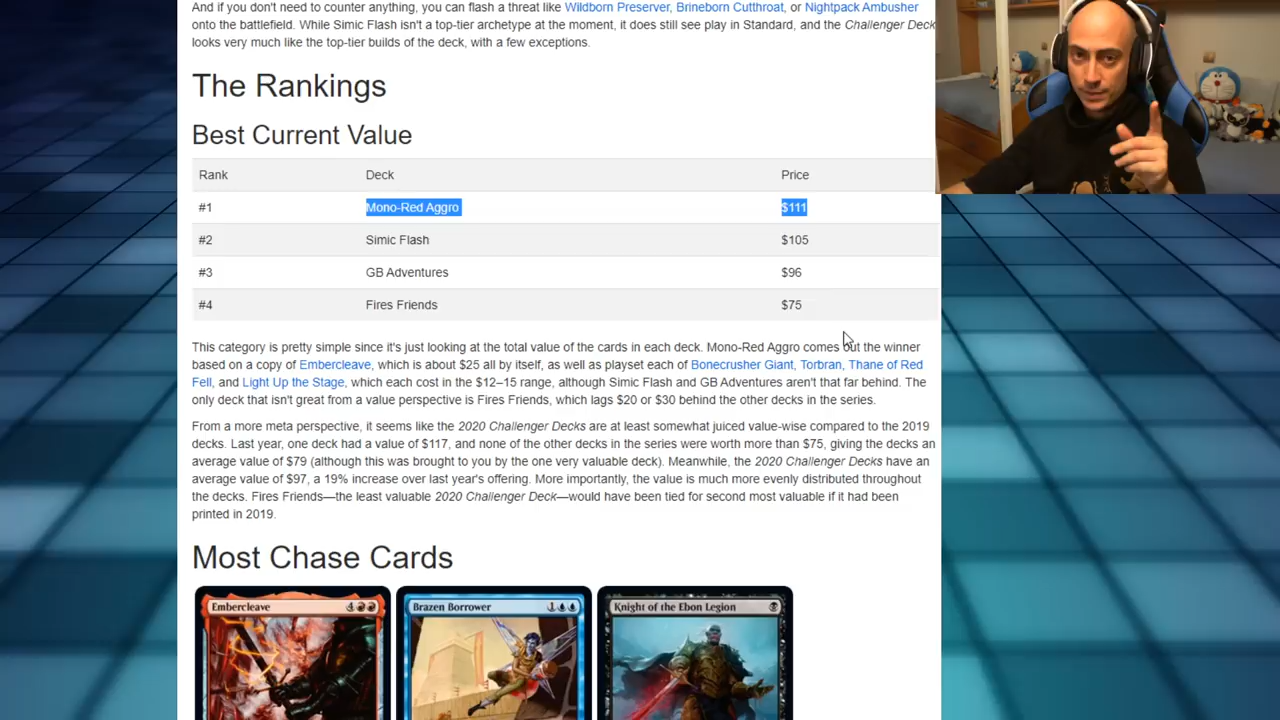 And if you don't need to counter anything, you can flash a threat like Wildborn Preserver, Brineborn Cutthroat, or Nightpack Ambusher
onto the battlefield. While Simic Flash isn't a top-tier archetype at the moment, it does still see play in Standard, and the Challenger Deck
looks very much like the top-tier builds of the deck, with a few exceptions.
The Rankings
Best Current Value
Rank Deck Price
#1 Mono-Red Aggro $111
#2 Simic Flash $105
#3 GB Adventures $96
#4 Fires Friends $75
This category is pretty simple since it's just looking at the total value of the cards in each deck. Mono-Red Aggro comes out the winner
based on a copy of Embercleave, which is about $25 all by itself, as well as playset each of Bonecrusher Giant, Torbran, Thane of Red
Fell, and Light Up the Stage, which each cost in the $12–15 range, although Simic Flash and GB Adventures aren't that far behind. The
only deck that isn't great from a value perspective is Fires Friends, which lags $20 or $30 behind the other decks in the series.
From a more meta perspective, it seems like the 2020 Challenger Decks are at least somewhat juiced value-wise compared to the 2019
decks. Last year, one deck had a value of $117, and none of the other decks in the series were worth more than $75, giving the decks an
average value of $79 (although this was brought to you by the one very valuable deck). Meanwhile, the 2020 Challenger Decks have an
average value of $97, a 19% increase over last year's offering. More importantly, the value is much more evenly distributed throughout
the decks. Fires Friends—the least valuable 2020 Challenger Deck—would have been tied for second most valuable if it had been
printed in 2019.
Most Chase Cards
Embercleave 4 Brazen Borrower 1 Knight of the Ebon Legion